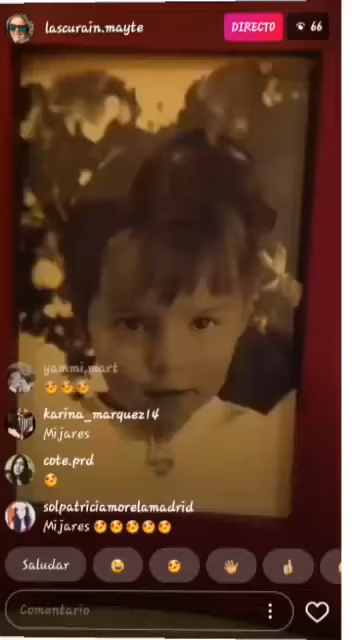 lascurain.mayte
DIRECTO
66
yammi,mart
karina_marquez14
Mijares
cote.prd
solpatriciamorelamadrid
Mijares
Saludar
Comentario